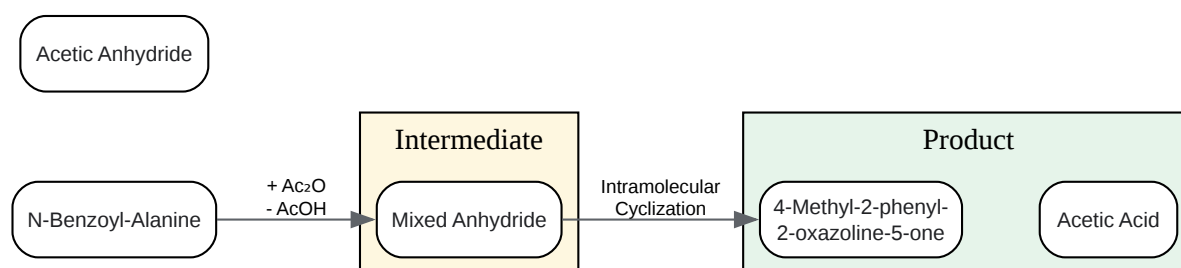 Acetic Anhydride
Intermediate
Product
N-Benzoyl-Alanine
+ Ac₂O
- AcOH
Mixed Anhydride
Intramolecular
Cyclization
4-Methyl-2-phenyl-
2-oxazoline-5-one
Acetic Acid